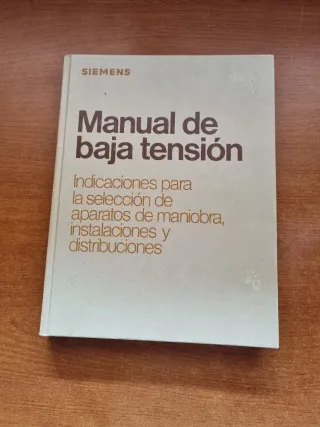 SIEMENS
Manual de
baja tensión
Indicaciones para
la selección de
aparatos de maniobra,
instalaciones y
distribuciones